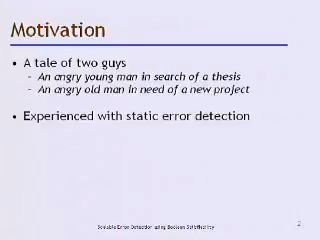 Motivation
• A tale of two guys
– An angry young man in search of a thesis
– An angry old man in need of a new project
• Experienced with static error detection
Scalable Error Detection using Boolean Satisfiability
2